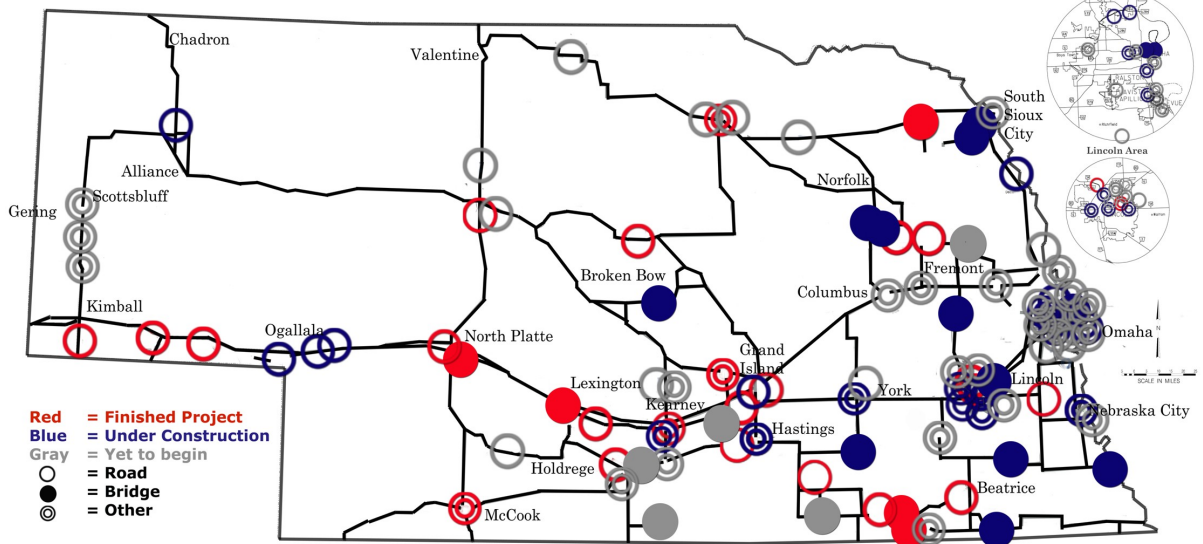 Chadron
Valentine
South
Sioux
City
Lincoln Area
Alliance
Scottsbluff
Gering
Norfolk
Broken Bow
Fremont
Columbus
Kimball
Ogallala
North Platte
Omaha
Grand
Island
Lexington
Lincoln
York
Kearney
Nebraska City
Hastings
Holdrege
Beatrice
McCook
Red = Finished Project
Blue = Under Construction
Gray = Yet to begin
= Road
= Bridge
= Other
N
SCALE IN MILES
RALSTON